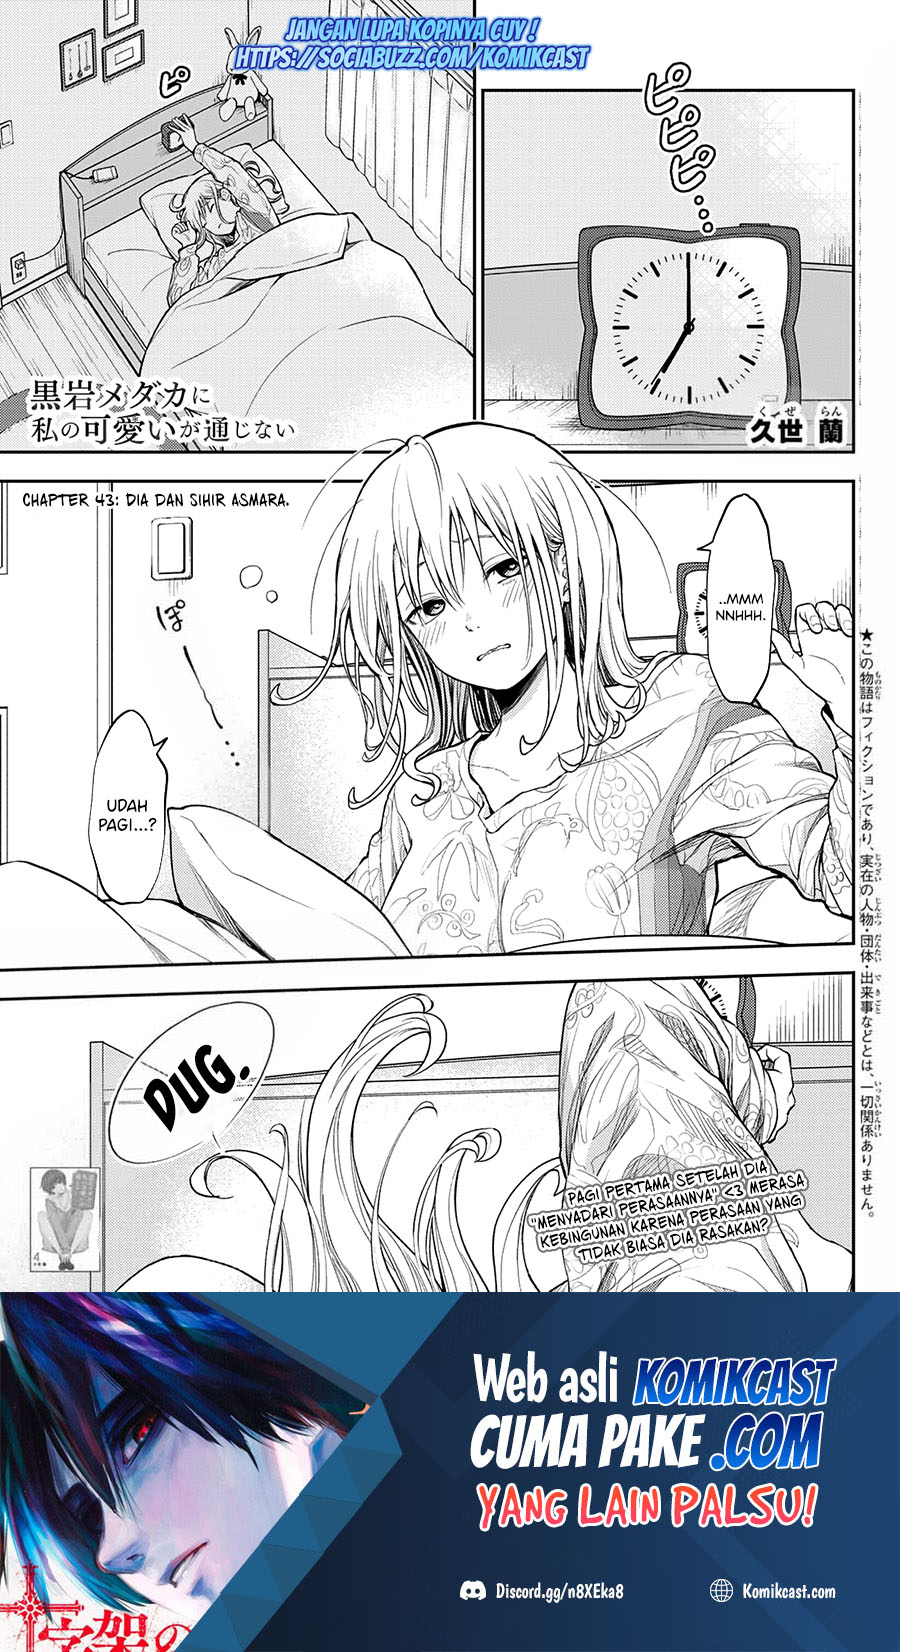 JANGAN LUPA KOPINYA CUY !
HTTPS://SOCIABUZZ.COM/KOMIKCAST
ピピピ...
ピ
黒岩メダカに
私の可愛いが通じない
くぜ らん
久世 蘭
CHAPTER 43: DIA DAN SIHIR ASMARA.
..MMM
NNHHH.
ぽ
UDAH
PAGI...?
★この物語はフィクションであり、実在の人物・団体・出来事などとは、一切関係ありません。
DUG.
PAGI PERTAMA SETELAH DIA
"MENYADARI PERASAANNYA" <3 MERASA
KEBINGUNAN KARENA PERASAAN YANG
TIDAK BIASA DIA RASAKAN?
4
Web asli KOMIKCAST
CUMA PAKE .COM
YANG LAIN PALSU!
Discord.gg/n8XEka8
Komikcast.com
十字架の